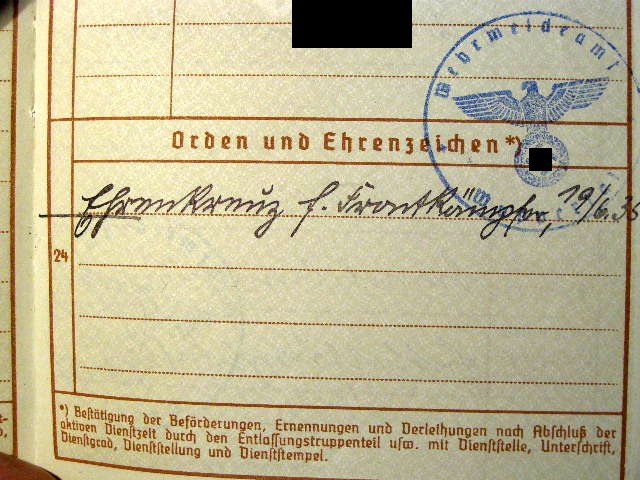 Wehrmeldeamt
Orden und Ehrenzeichen*)
Ehrenkreuz f. Frontkämpfer, 19/6.35
24
*) Bestätigung der Beförderungen, Ernennungen und Verleihungen nach Abschluß der
aktiven Dienstzeit durch den Entlassungstruppenteil usw. mit Dienststelle, Unterschrift,
Dienstgrad, Dienststellung und Dienststempel.